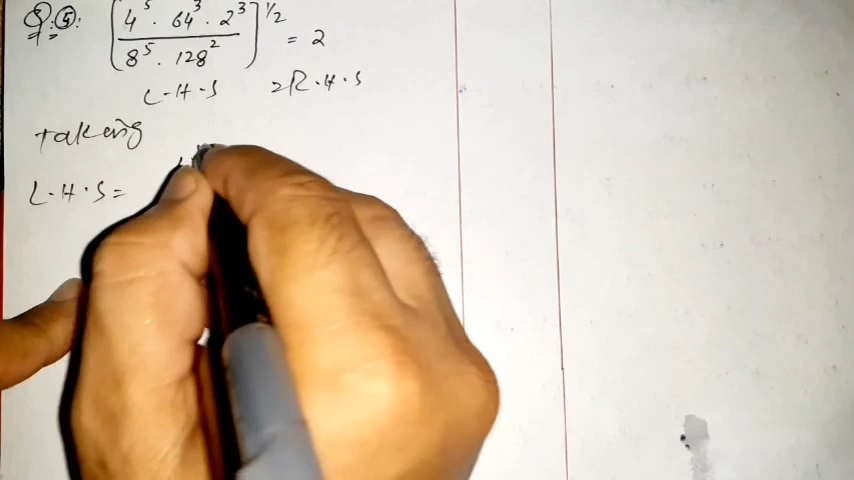 Q:5: [4^5 . 64^3 . 2^3 / 8^5 . 128^2]^1/2 = 2
L.H.S =R.H.S
Taking
L.H.S=